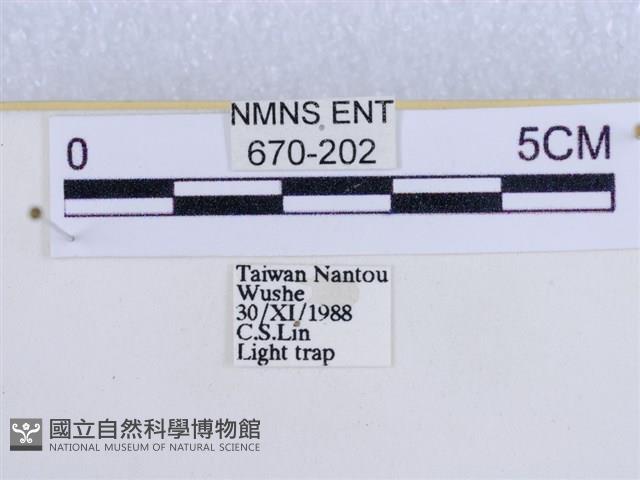 NMNS ENT
670-202
0
5CM
Taiwan Nantou
Wushe
30/XI/1988
C.S.Lin
Light trap
國立自然科學博物館
NATIONAL MUSEUM OF NATURAL SCIENCE